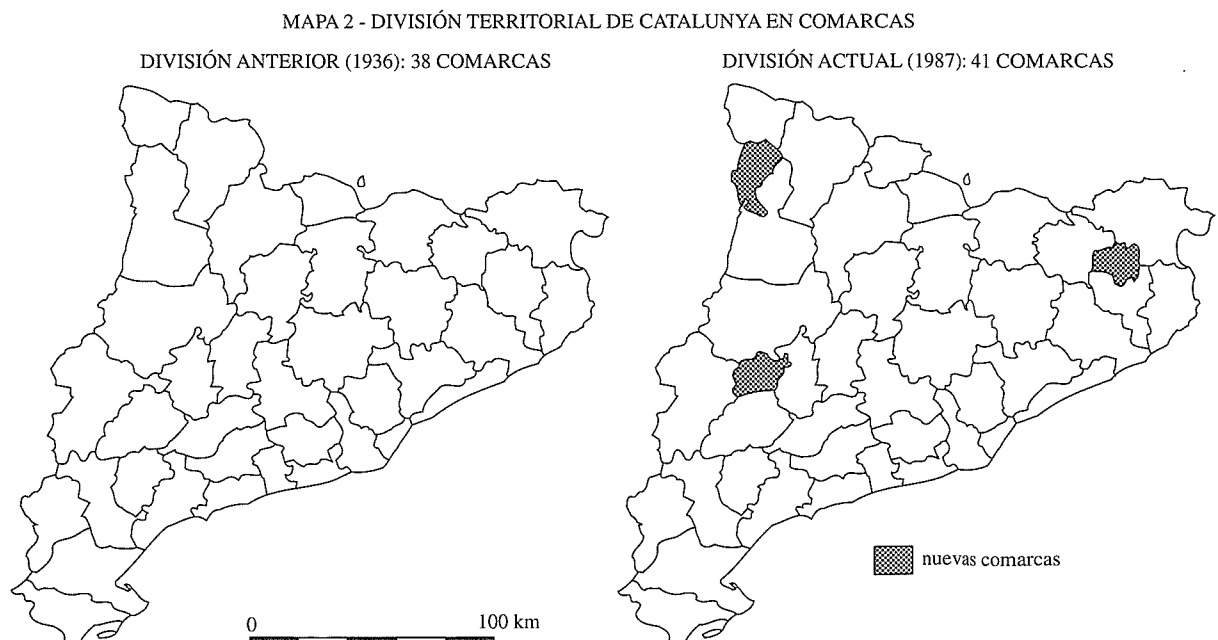 MAPA 2 - DIVISIÓN TERRITORIAL DE CATALUNYA EN COMARCAS
DIVISIÓN ANTERIOR (1936): 38 COMARCAS
DIVISIÓN ACTUAL (1987): 41 COMARCAS
nuevas comarcas
0 100 km